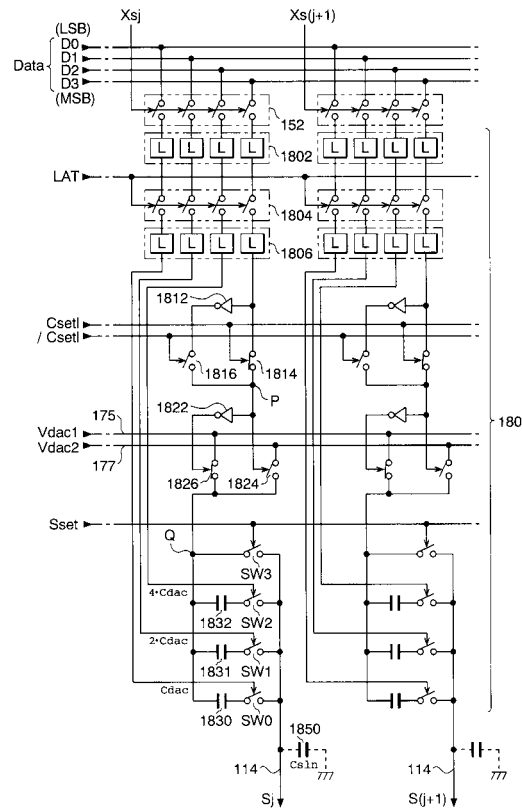 Xsj Xs(j+1)
(LSB)
D0
D1
Data
D2
D3
(MSB)
152
L L L L L L L L
1802
LAT
1804
L L L L L L L L
1806
1812
Csetl
/ Csetl
1816 1814
P
1822
180
175
Vdac1
Vdac2
177
1826 1824
Sset
Q
SW3
4•Cdac
1832 SW2
2•Cdac
1831 SW1
Cdac
1830 SW0
1850
Csln
114 114
Sj S(j+1)